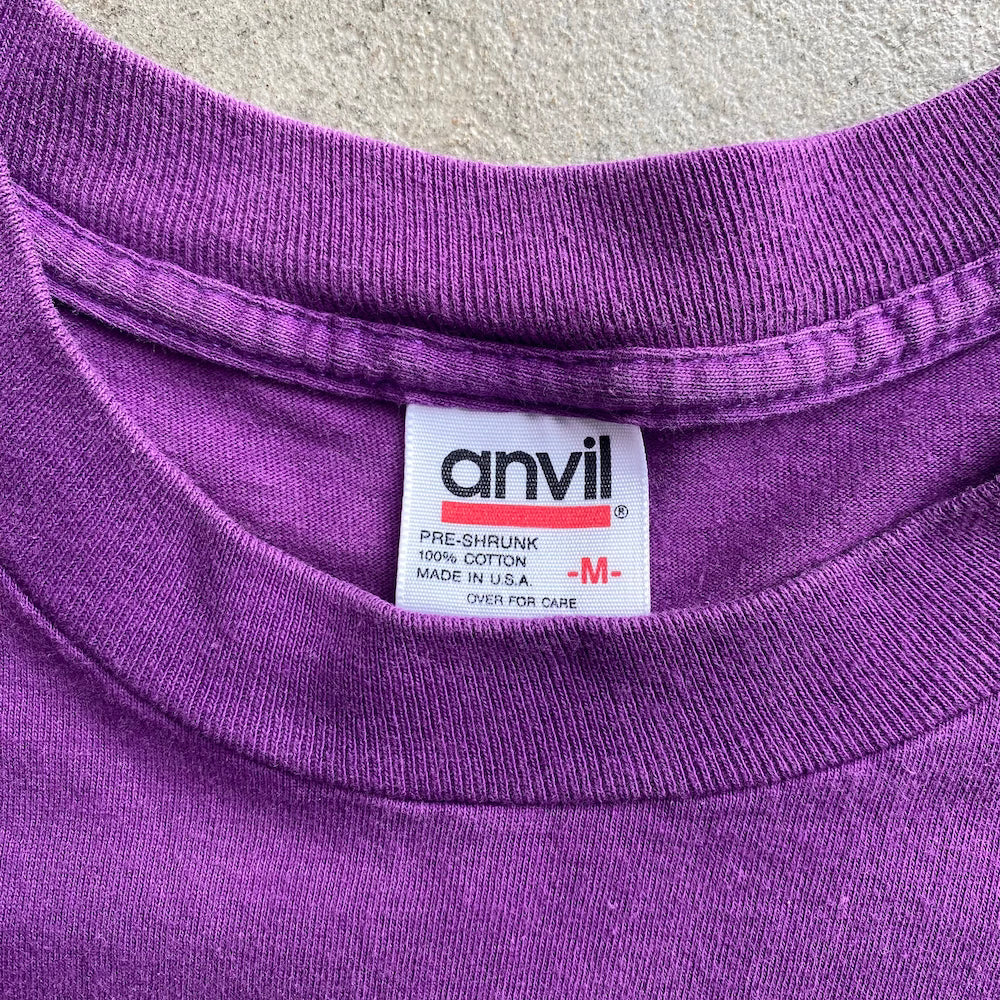 anvil®
PRE-SHRUNK
100% COTTON
MADE IN U.S.A.
-M-
OVER FOR CARE